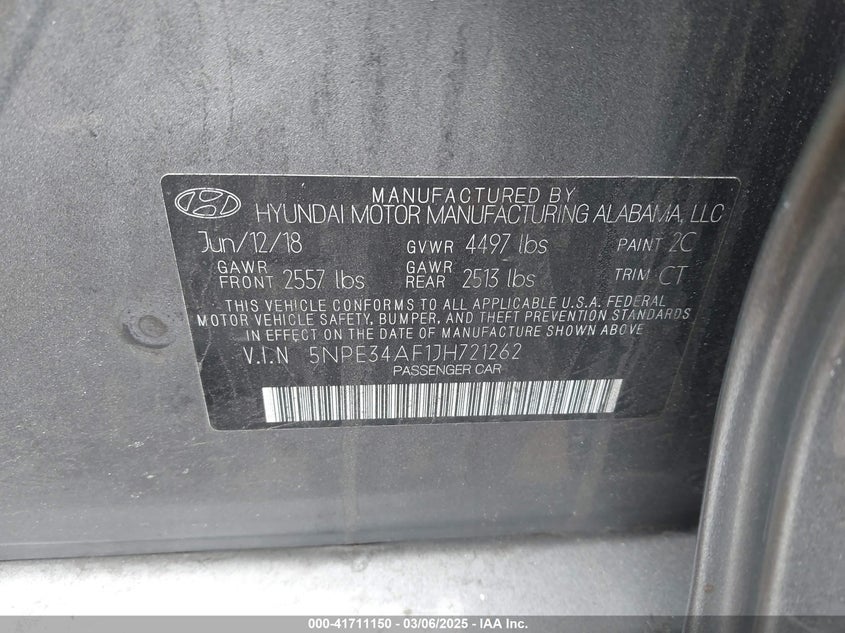 MANUFACTURED BY
HYUNDAI MOTOR MANUFACTURING ALABAMA, LLC
Jun/12/18 GVWR 4497 lbs PAINT 2C
GAWR FRONT 2557 lbs GAWR REAR 2513 lbs TRIM CT
THIS VEHICLE CONFORMS TO ALL APPLICABLE U.S.A. FEDERAL
MOTOR VEHICLE SAFETY, BUMPER, AND THEFT PREVENTION STANDARDS
IN EFFECT ON THE DATE OF MANUFACTURE SHOWN ABOVE
V.I.N 5NPE34AF1JH721262
PASSENGER CAR
000-41711150 - 03/06/2025 - IAA Inc.